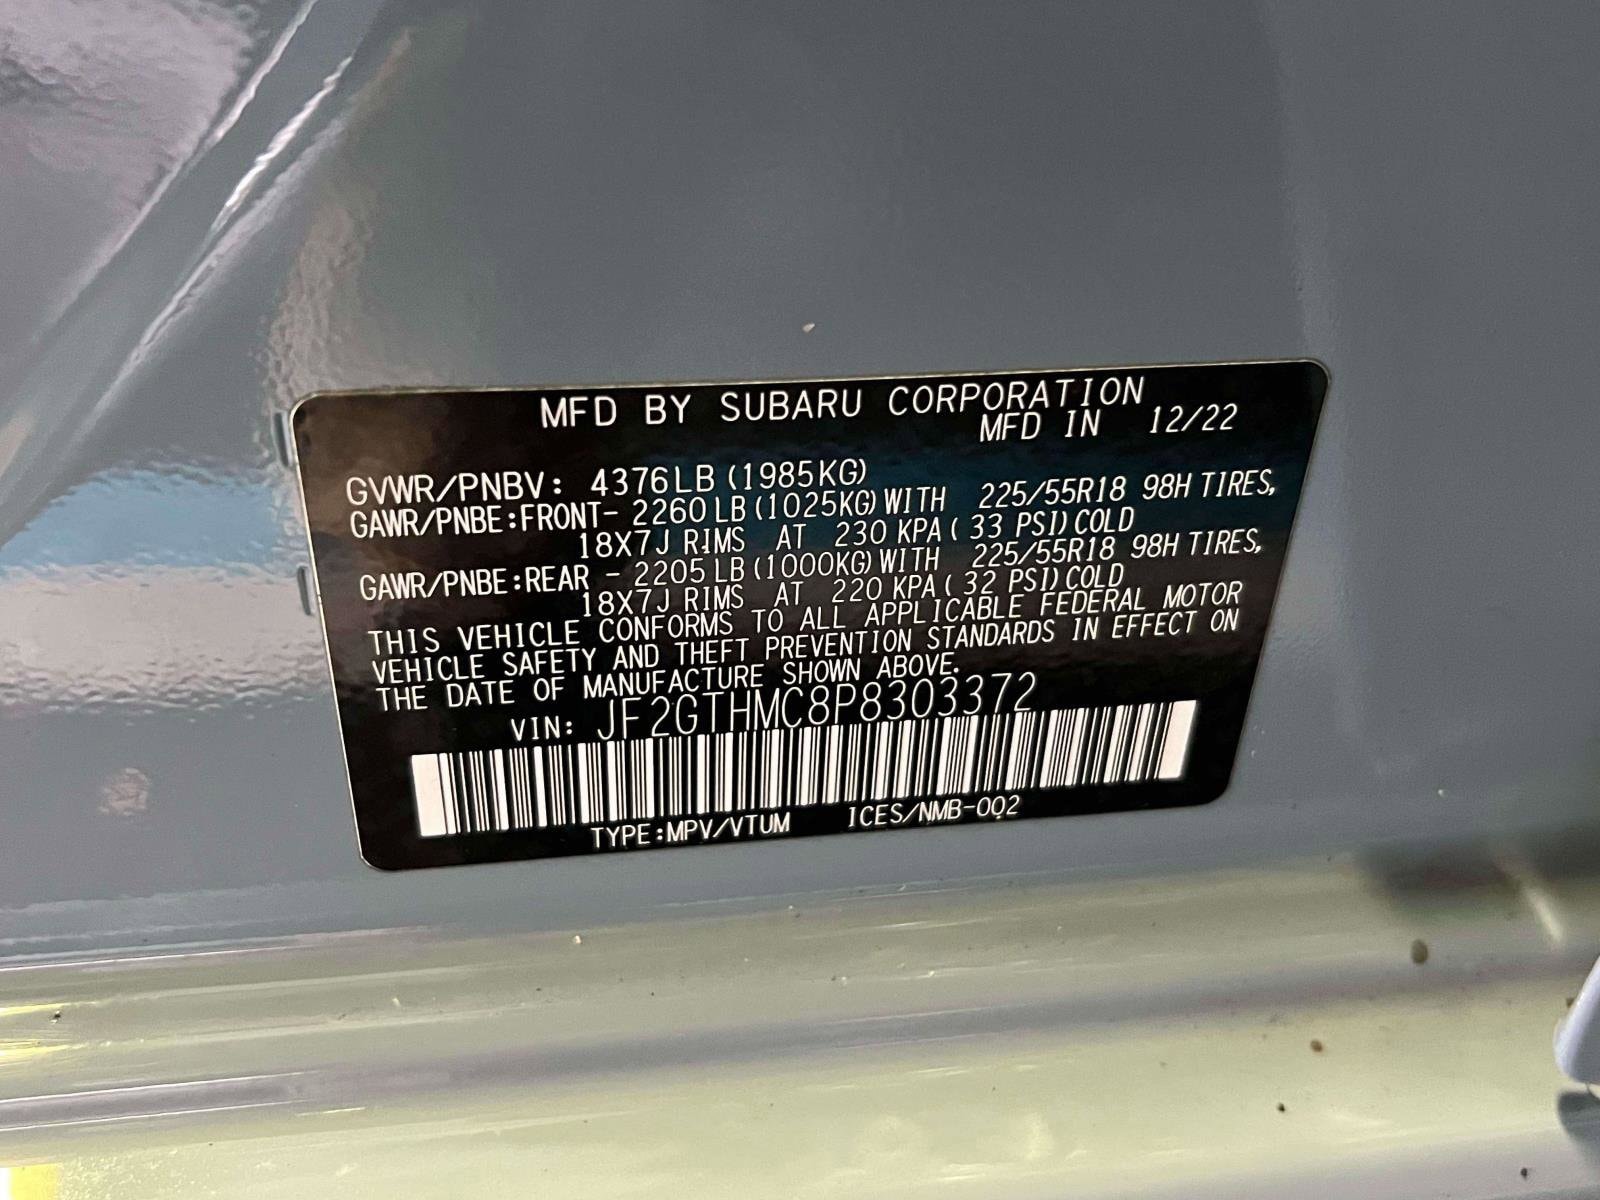 MFD BY SUBARU CORPORATION
MFD IN 12/22
GVWR/PNBV: 4376LB (1985KG)
GAWR/PNBE:FRONT- 2260LB (1025KG) WITH 225/55R18 98H TIRES,
18X7J RIMS AT 230 KPA( 33 PSI) COLD
GAWR/PNBE:REAR - 2205LB (1000KG) WITH 225/55R18 98H TIRES,
18X7J RIMS AT 220 KPA( 32 PSI) COLD
THIS VEHICLE CONFORMS TO ALL APPLICABLE FEDERAL MOTOR
VEHICLE SAFETY AND THEFT PREVENTION STANDARDS IN EFFECT ON
THE DATE OF MANUFACTURE SHOWN ABOVE.
VIN: JF2GTHMC8P8303372
TYPE:MPV/VTUM ICES/NMB-002